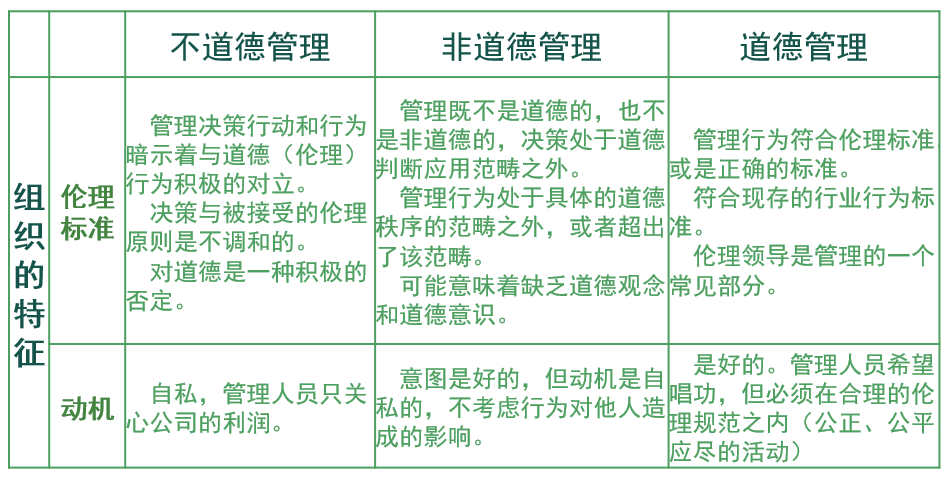 不道德管理
非道德管理
道德管理
组织的特征
伦理
标准
管理决策行动和行为
暗示着与道德（伦理）
行为积极的对立。
决策与被接受的伦理
原则是不调和的。
对道德是一种积极的
否定。
管理既不是道德的，也不
是非道德的，决策处于道德
判断应用范畴之外。
管理行为处于具体的道德
秩序的范畴之外，或者超出
了该范畴。
可能意味着缺乏道德观念
和道德意识。
管理行为符合伦理标准
或是正确的标准。
符合现存的行业行为标
准。
伦理领导是管理的一个
常见部分。
动机
自私，管理人员只关
心公司的利润。
意图是好的，但动机是自
私的，不考虑行为对他人造
成的影响。
是好的。管理人员希望
唱功，但必须在合理的伦
理规范之内（公正、公平
应尽的活动）